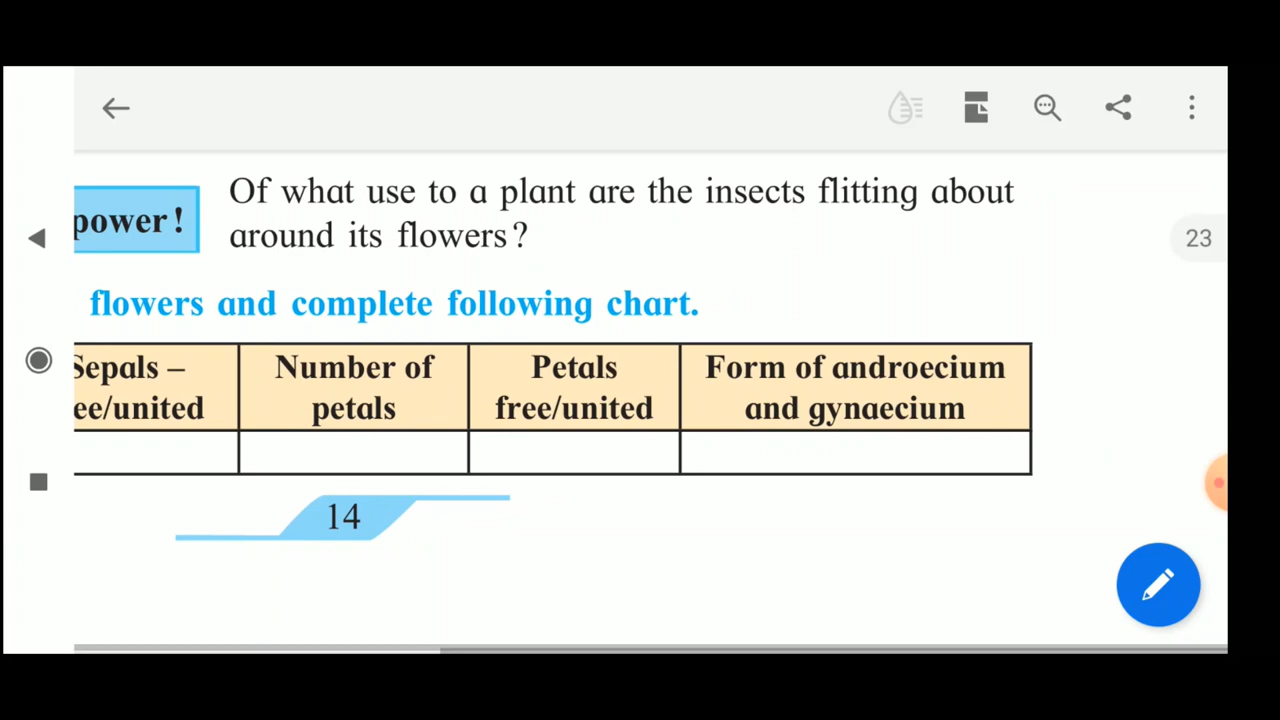 23
power!
Of what use to a plant are the insects flitting about
around its flowers?
flowers and complete following chart.
Sepals –
ee/united
Number of
petals
Petals
free/united
Form of androecium
and gynaecium
14